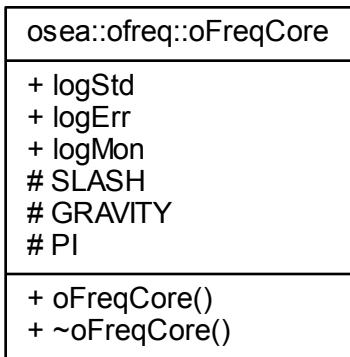 osea::ofreq::oFreqCore
+ logStd
+ logErr
+ logMon
# SLASH
# GRAVITY
# PI
+ oFreqCore()
+ ~oFreqCore()